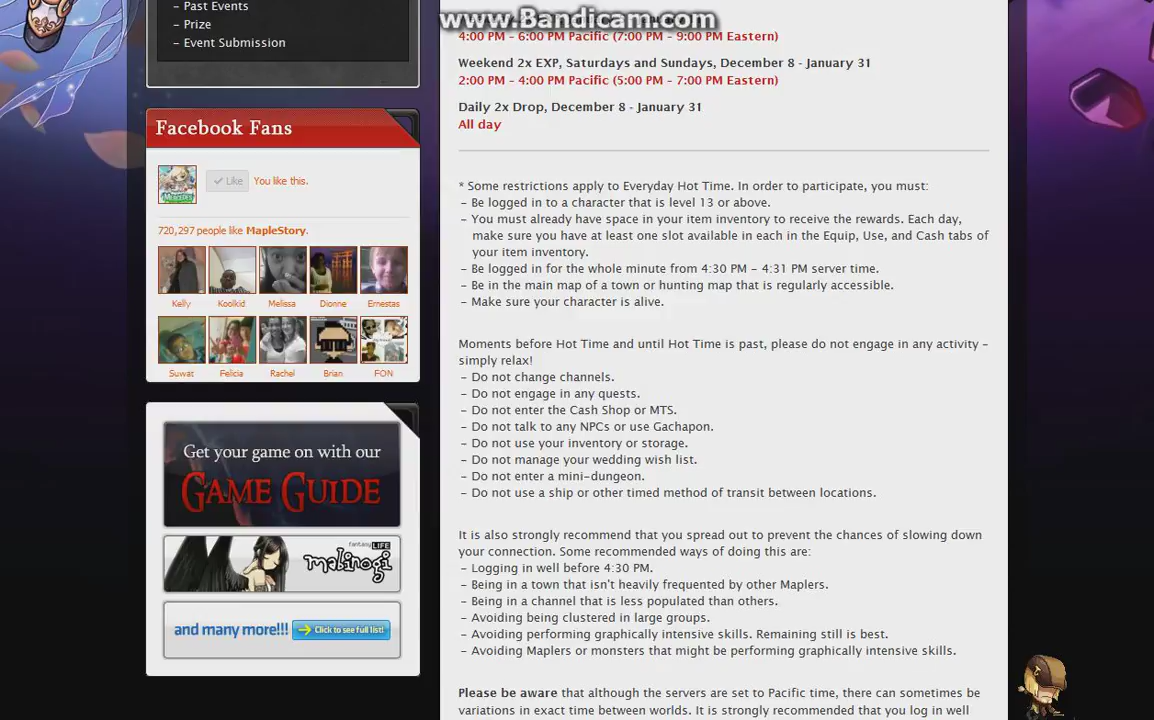 www.Bandicam.com
– Past Events
– Prize
– Event Submission
Facebook Fans
Like
You like this.
720,297 people like MapleStory.
MERCEDES
Kelly
Koolkid
Melissa
Dionne
Ernestas
Suwat
Felicia
Rachel
Brian
FON
Get your game on with our
GAME GUIDE
fantasy LIFE
mabinogi
and many more!!!
Click to see full list!
4:00 PM - 6:00 PM Pacific (7:00 PM - 9:00 PM Eastern)
Weekend 2x EXP, Saturdays and Sundays, December 8 - January 31
2:00 PM - 4:00 PM Pacific (5:00 PM - 7:00 PM Eastern)
Daily 2x Drop, December 8 - January 31
All day
* Some restrictions apply to Everyday Hot Time. In order to participate, you must:
– Be logged in to a character that is level 13 or above.
– You must already have space in your item inventory to receive the rewards. Each day,
make sure you have at least one slot available in each in the Equip, Use, and Cash tabs of
your item inventory.
– Be logged in for the whole minute from 4:30 PM – 4:31 PM server time.
– Be in the main map of a town or hunting map that is regularly accessible.
– Make sure your character is alive.
Moments before Hot Time and until Hot Time is past, please do not engage in any activity –
simply relax!
– Do not change channels.
– Do not engage in any quests.
– Do not enter the Cash Shop or MTS.
– Do not talk to any NPCs or use Gachapon.
– Do not use your inventory or storage.
– Do not manage your wedding wish list.
– Do not enter a mini-dungeon.
– Do not use a ship or other timed method of transit between locations.
It is also strongly recommend that you spread out to prevent the chances of slowing down
your connection. Some recommended ways of doing this are:
– Logging in well before 4:30 PM.
– Being in a town that isn't heavily frequented by other Maplers.
– Being in a channel that is less populated than others.
– Avoiding being clustered in large groups.
– Avoiding performing graphically intensive skills. Remaining still is best.
– Avoiding Maplers or monsters that might be performing graphically intensive skills.
Please be aware that although the servers are set to Pacific time, there can sometimes be
variations in exact time between worlds. It is strongly recommended that you log in well